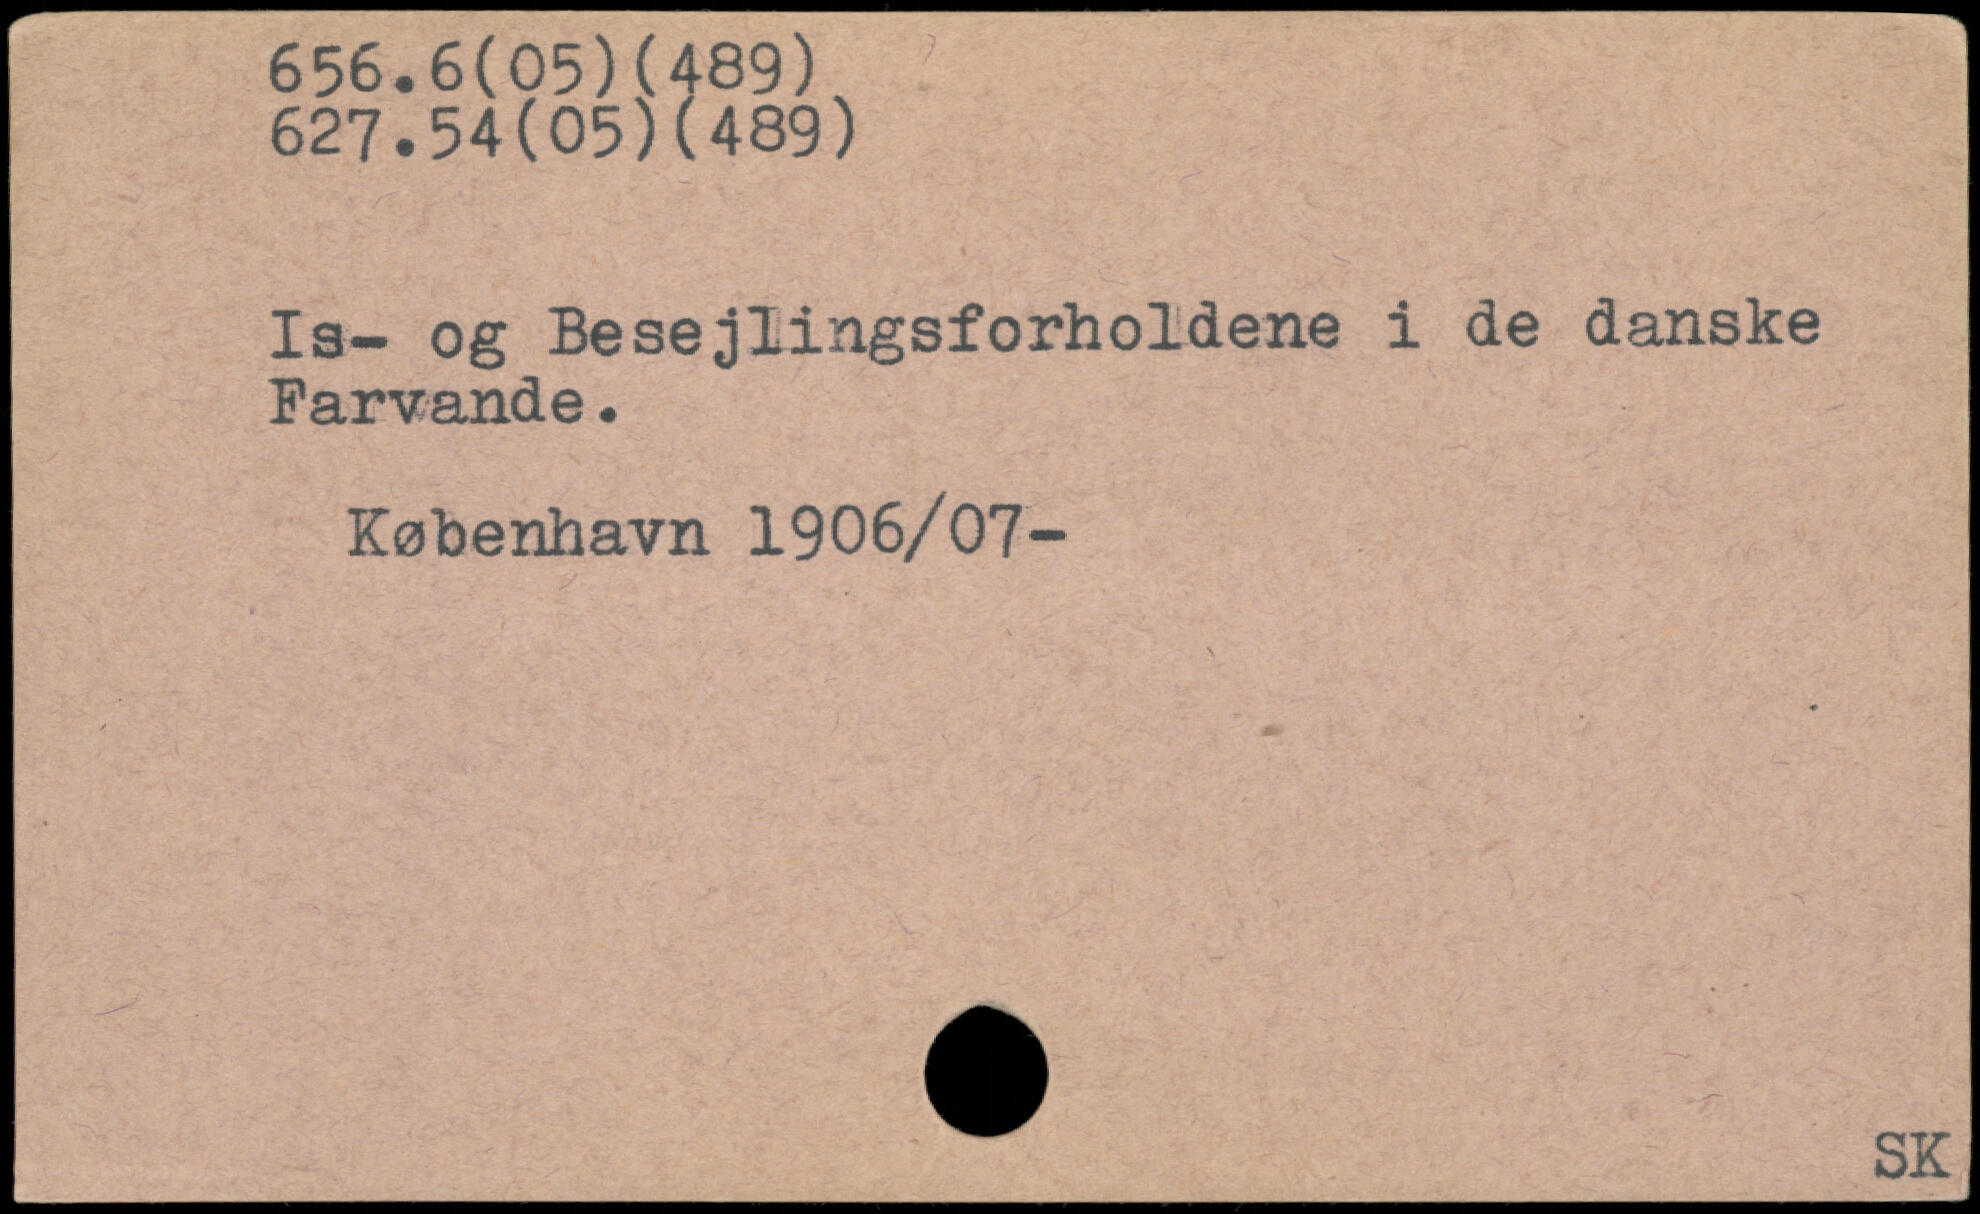 656.6(05)(489)
627.54(05)(489)
Is- og Besejlingsforholdene i de danske
Farvande.
København 1906/07-
SK